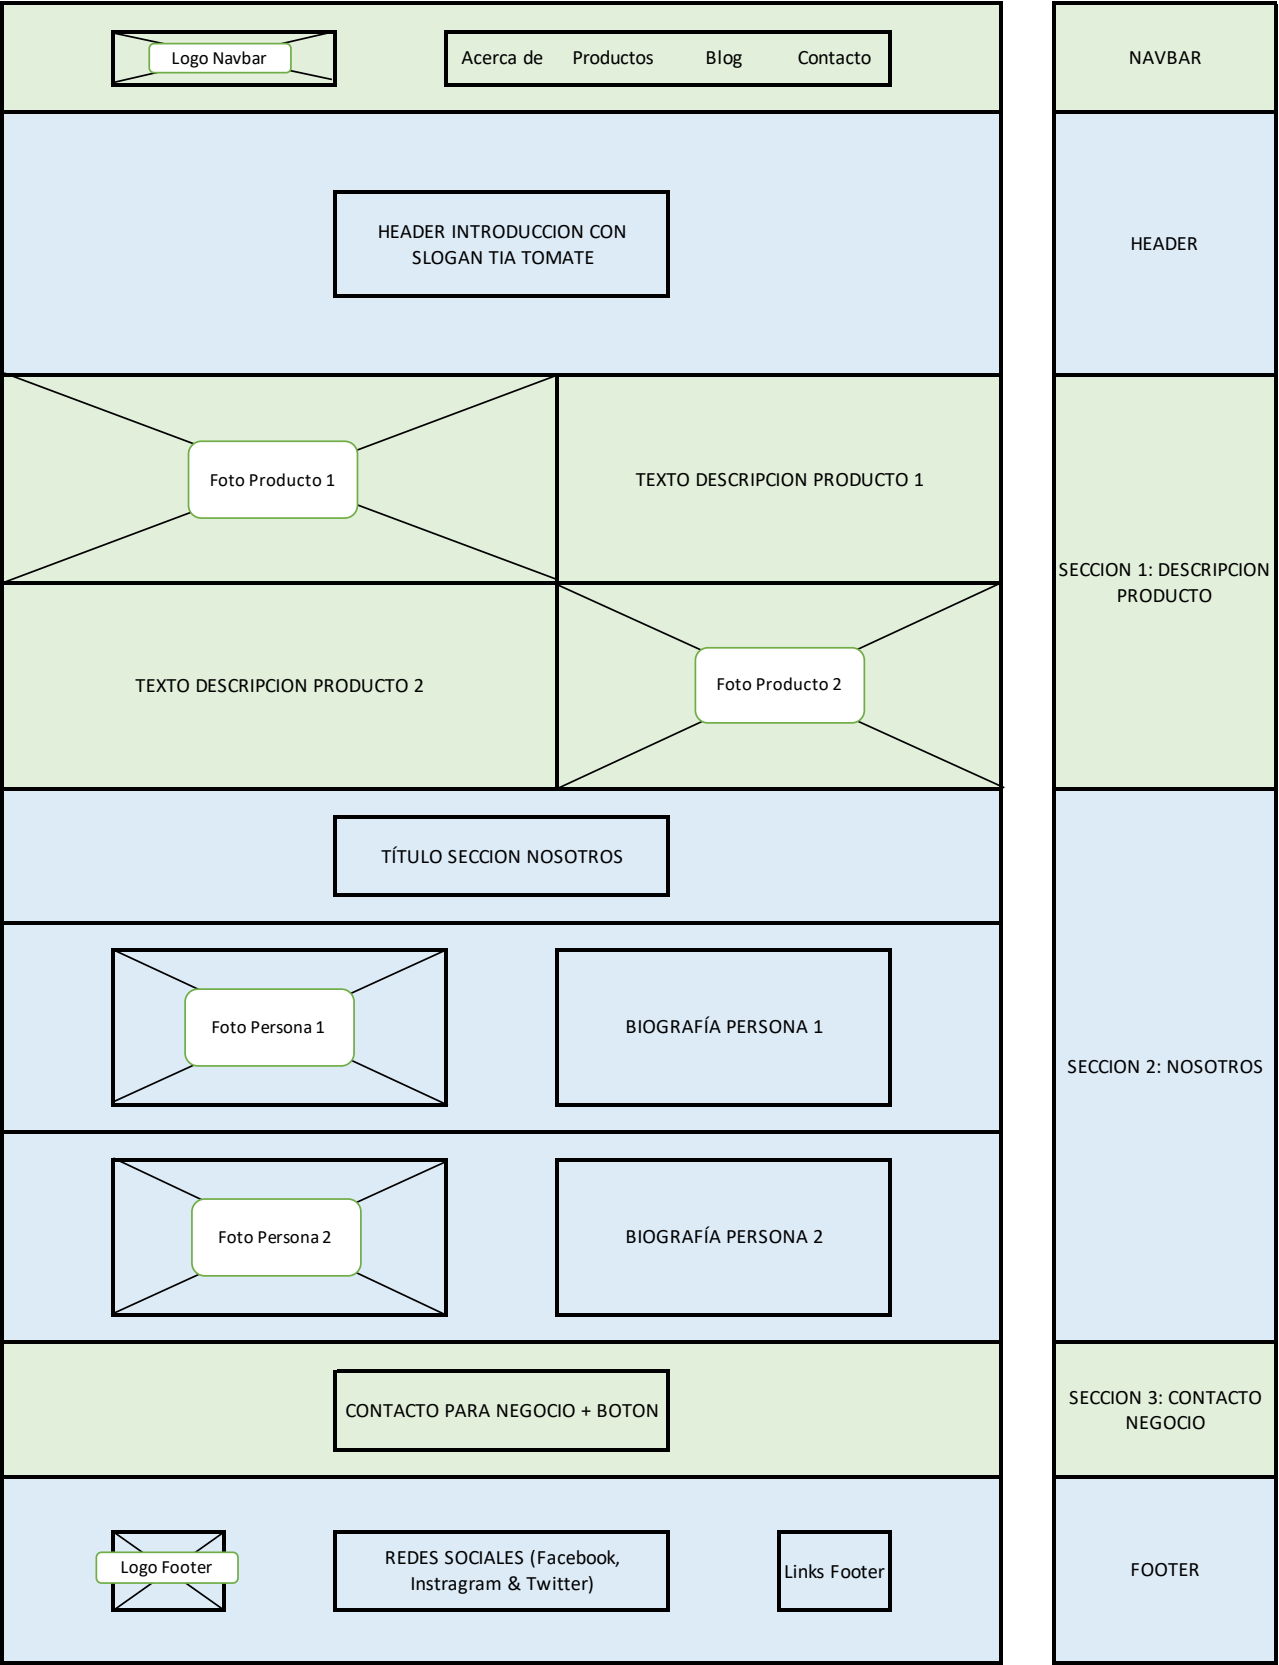 Logo Navbar
Acerca de Productos Blog Contacto
NAVBAR
HEADER INTRODUCCION CON
SLOGAN TIA TOMATE
HEADER
Foto Producto 1
TEXTO DESCRIPCION PRODUCTO 1
SECCION 1: DESCRIPCION
PRODUCTO
TEXTO DESCRIPCION PRODUCTO 2
Foto Producto 2
TÍTULO SECCION NOSOTROS
Foto Persona 1
BIOGRAFÍA PERSONA 1
SECCION 2: NOSOTROS
Foto Persona 2
BIOGRAFÍA PERSONA 2
CONTACTO PARA NEGOCIO + BOTON
SECCION 3: CONTACTO
NEGOCIO
Logo Footer
REDES SOCIALES (Facebook,
Instragram & Twitter)
Links Footer
FOOTER